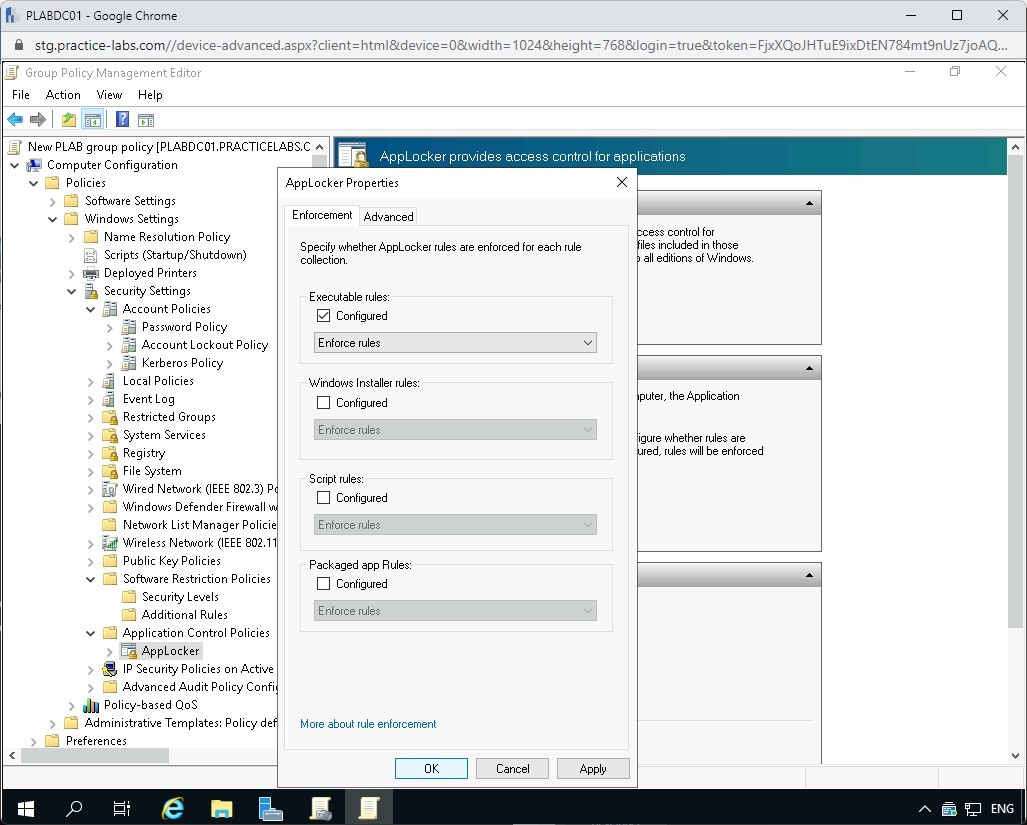 PLABDC01 - Google Chrome
stg.practice-labs.com//device-advanced.aspx?client=html&device=0&width=1024&height=768&login=true&token=FjxXQoJHTuE9ixDtEN784mt9nUz7joAQ...
Group Policy Management Editor
File Action View Help
New PLAB group policy [PLABDC01.PRACTICELABS.C
Computer Configuration
Policies
Software Settings
Windows Settings
Name Resolution Policy
Scripts (Startup/Shutdown)
Deployed Printers
Security Settings
Account Policies
Password Policy
Account Lockout Policy
Kerberos Policy
Local Policies
Event Log
Restricted Groups
System Services
Registry
File System
Wired Network (IEEE 802.3) Po
Windows Defender Firewall w
Network List Manager Policie
Wireless Network (IEEE 802.11
Public Key Policies
Software Restriction Policies
Security Levels
Additional Rules
Application Control Policies
AppLocker
IP Security Policies on Active
Advanced Audit Policy Config
Policy-based QoS
Administrative Templates: Policy def
Preferences
AppLocker provides access control for applications
ccess control for
files included in those
all editions of Windows.
mputer, the Application
figure whether rules are
ured, rules will be enforced
AppLocker Properties
Enforcement Advanced
Specify whether AppLocker rules are enforced for each rule
collection.
Executable rules:
Configured
Enforce rules
Windows Installer rules:
Configured
Enforce rules
Script rules:
Configured
Enforce rules
Packaged app Rules:
Configured
Enforce rules
More about rule enforcement
OK Cancel Apply
ENG